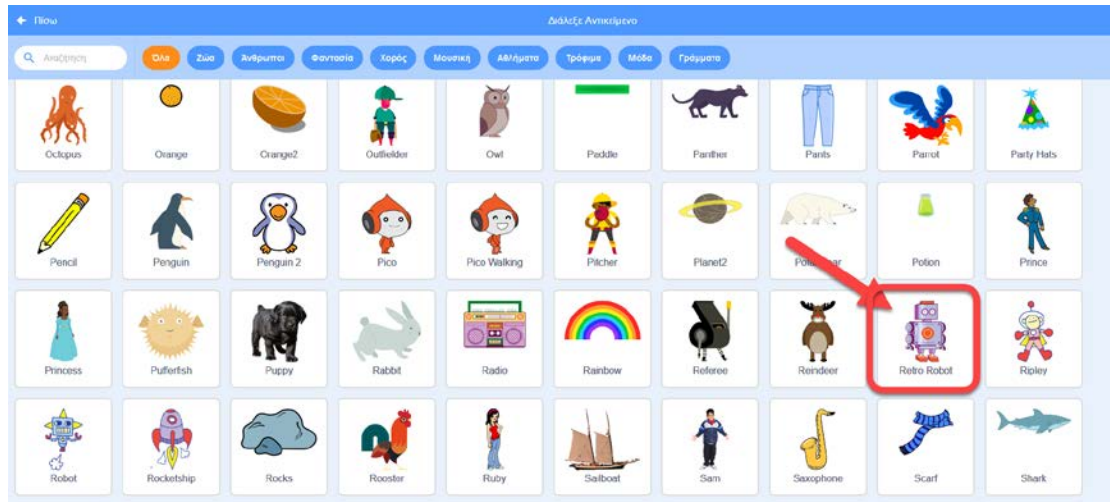 Πίσω
Διάλεξε Αντικείμενο
Αναζήτηση Όλα Ζώα Άνθρωποι Φαντασία Χορός Μουσική Αθλήματα Τρόφιμα Μόδα Γράμματα
Octopus Orange Orange2 Outfielder Owl Paddle Panther Pants Parrot Party Hats
Pencil Penguin Penguin 2 Pico Pico Walking Pitcher Planet2 Potion Prince
Princess Pufferfish Puppy Rabbit Radio Rainbow Referee Reindeer Retro Robot Ripley
Robot Rocketship Rocks Rooster Ruby Sailboat Sam Saxophone Scarf Shark